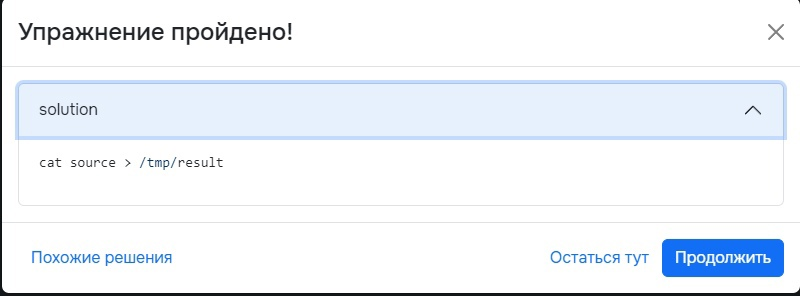 Упражнение пройдено!
solution
cat source > /tmp/result
Похожие решения
Остаться тут
Продолжить